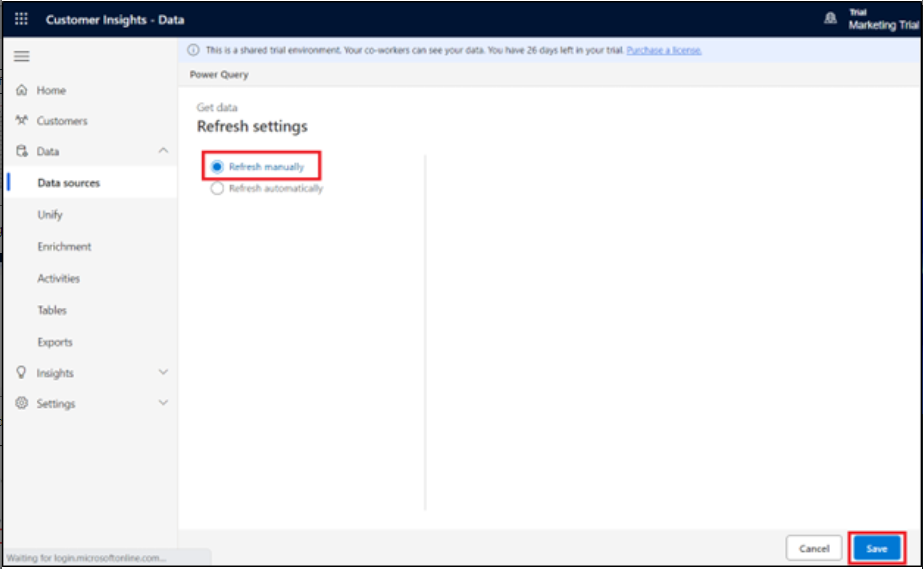 Customer Insights - Data
Trial
Marketing Trial
This is a shared trial environment. Your co-workers can see your data. You have 26 days left in your trial. Purchase a license.
Power Query
Home
Customers
Data
Data sources
Unify
Enrichment
Activities
Tables
Exports
Insights
Settings
Get data
Refresh settings
Refresh manually
Refresh automatically
Cancel
Save
Waiting for login.microsoftonline.com...